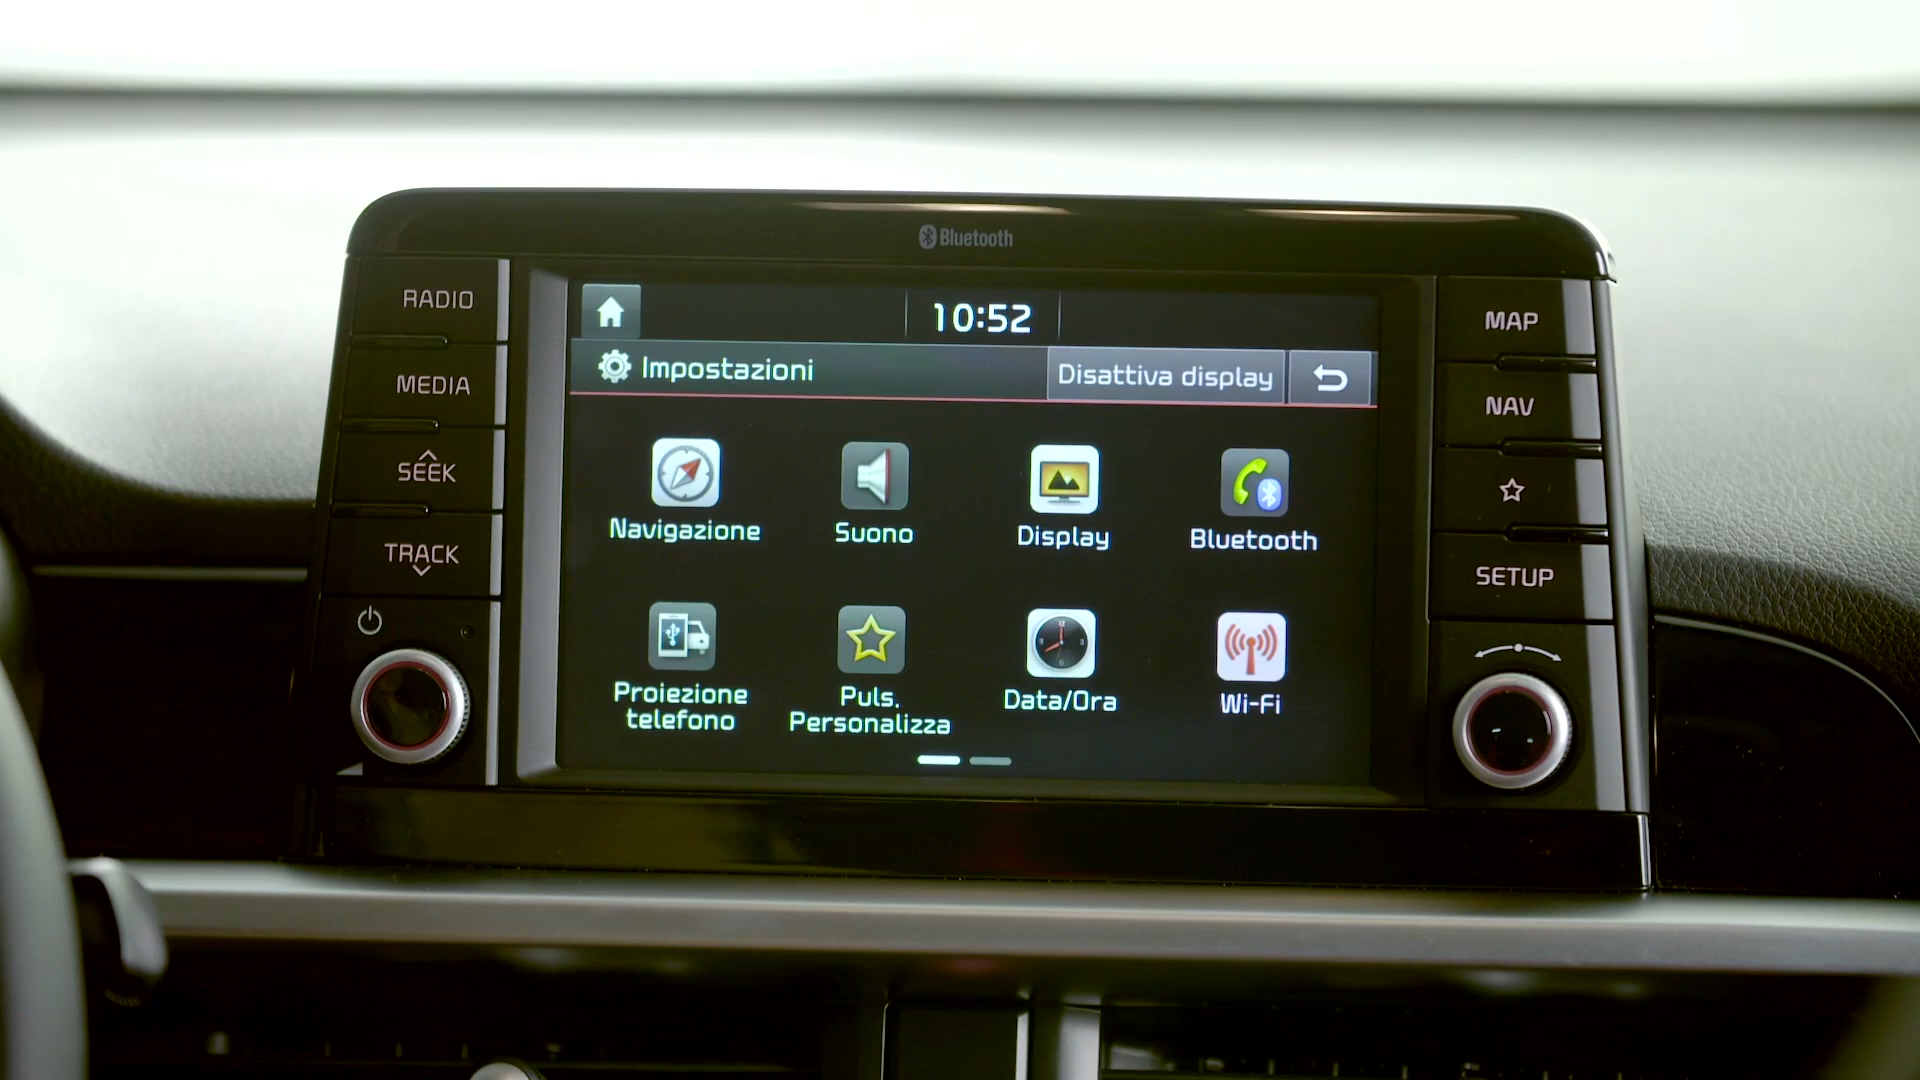 Bluetooth
RADIO
MEDIA
SEEK
TRACK
10:52
Impostazioni
Disattiva display
Navigazione
Suono
Display
Bluetooth
Proiezione
telefono
Puls.
Personalizza
Data/Ora
Wi-Fi
MAP
NAV
SETUP